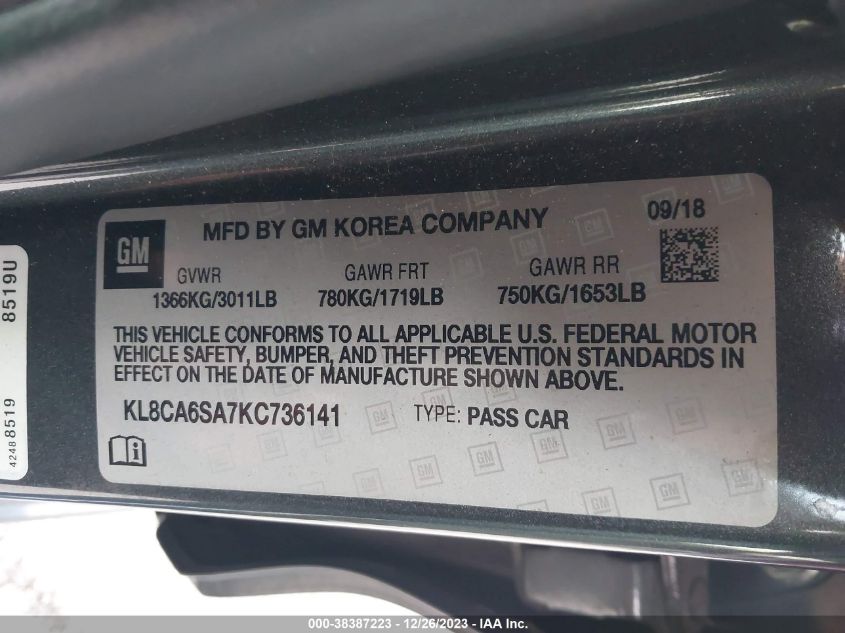 GM
MFD BY GM KOREA COMPANY
09/18
GVWR GAWR FRT GAWR RR
1366KG/3011LB 780KG/1719LB 750KG/1653LB
THIS VEHICLE CONFORMS TO ALL APPLICABLE U.S. FEDERAL MOTOR
VEHICLE SAFETY, BUMPER, AND THEFT PREVENTION STANDARDS IN
EFFECT ON THE DATE OF MANUFACTURE SHOWN ABOVE.
KL8CA6SA7KC736141 TYPE: PASS CAR
8519U
42488519
000-38387223 - 12/26/2023 - IAA Inc.